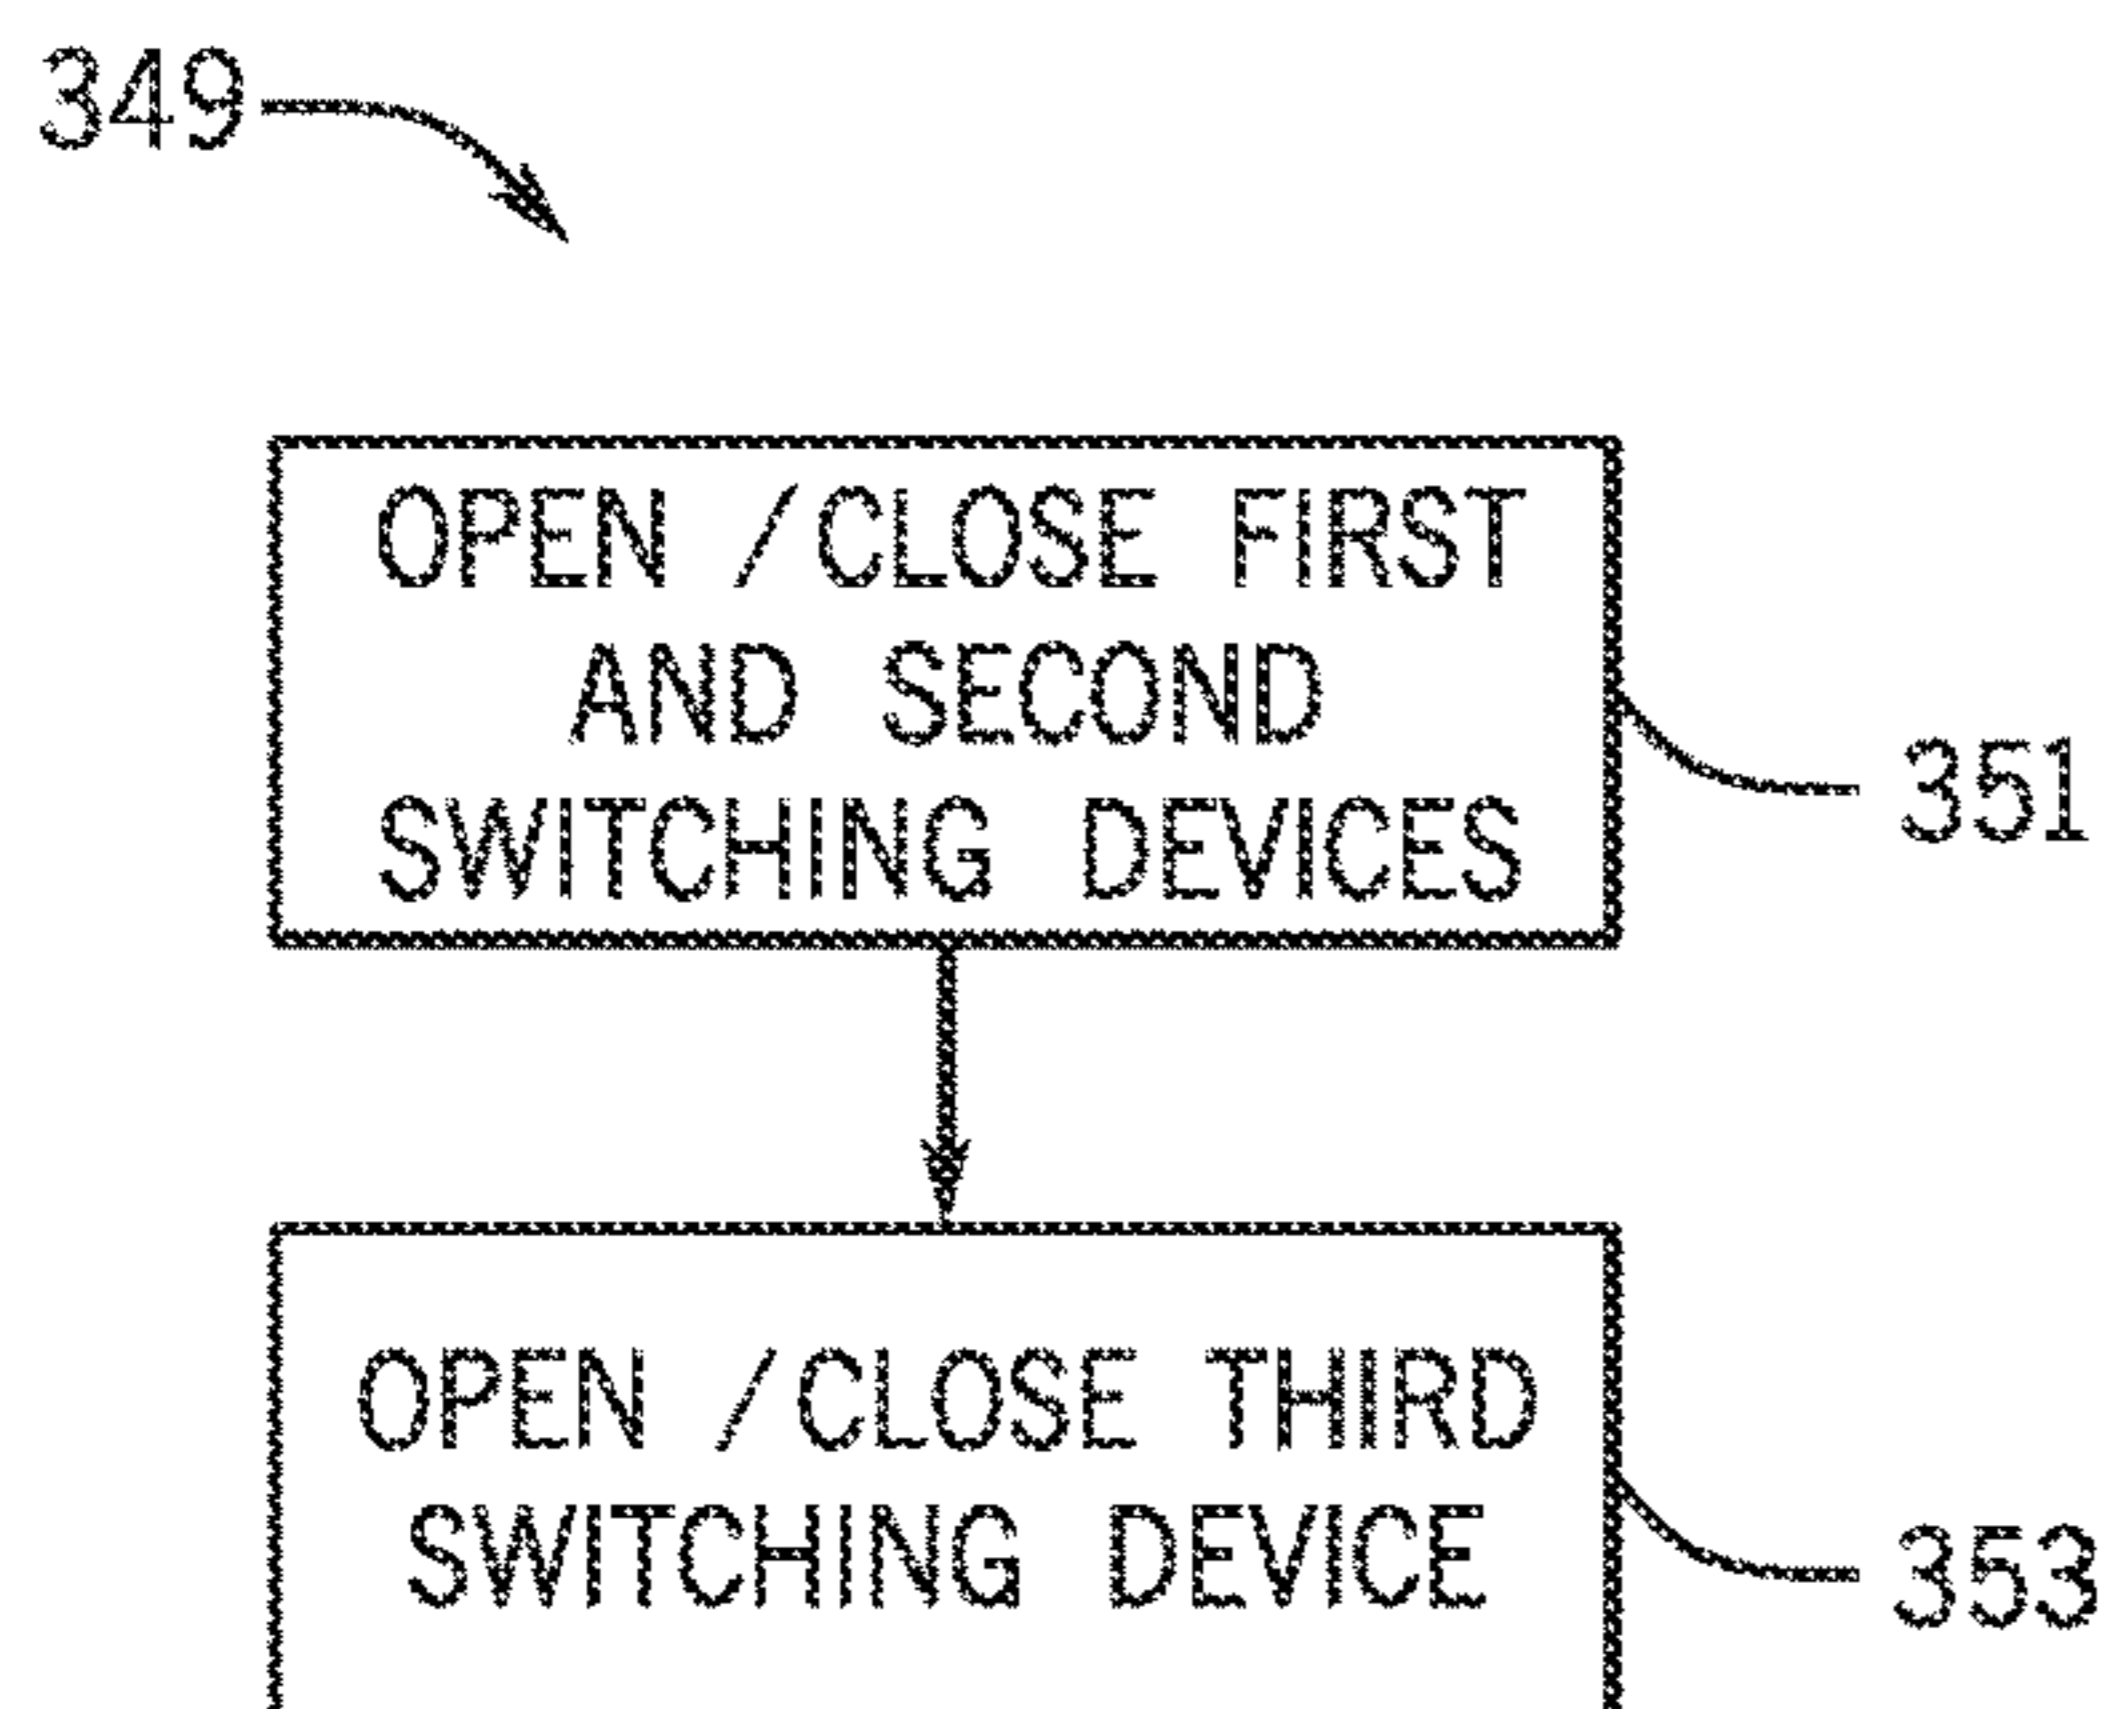 349
OPEN /CLOSE FIRST
AND SECOND
SWITCHING DEVICES
351
OPEN /CLOSE THIRD
SWITCHING DEVICE
353